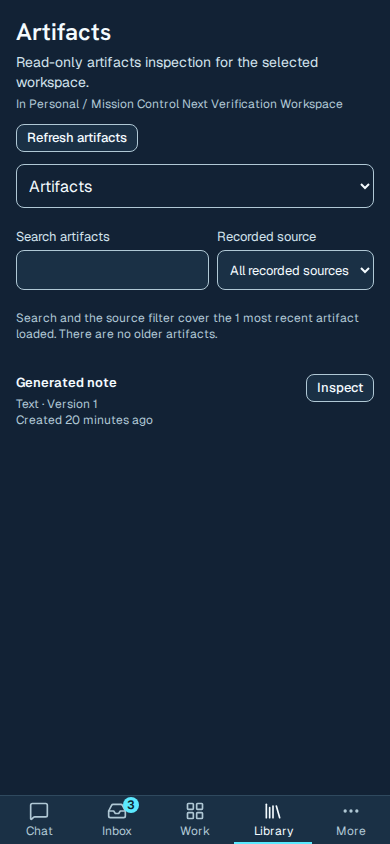 Artifacts
Read-only artifacts inspection for the selected
workspace.
In Personal / Mission Control Next Verification Workspace
Refresh artifacts
Artifacts
Search artifacts
Recorded source
All recorded sources
Search and the source filter cover the 1 most recent artifact
loaded. There are no older artifacts.
Generated note
Inspect
Text · Version 1
Created 20 minutes ago
3
Chat
Inbox
Work
Library
More